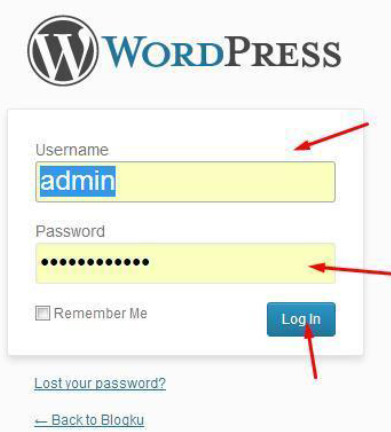 WORDPRESS
Username
admin
Password
••••••••••••
Remember Me
Log In
Lost your password?
← Back to Blogku